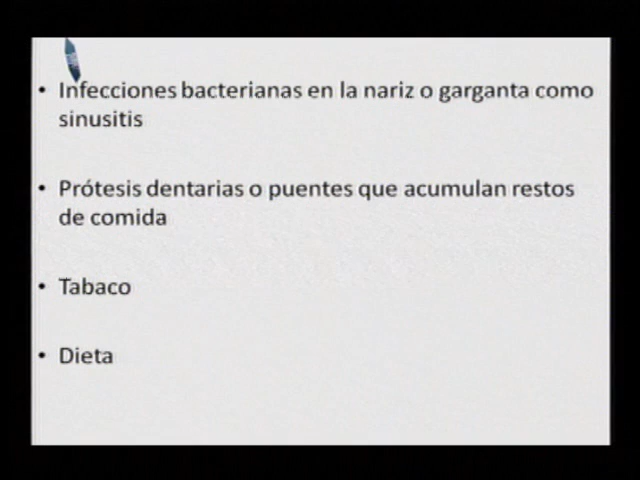 • Infecciones bacterianas en la nariz o garganta como
sinusitis
• Prótesis dentarias o puentes que acumulan restos
de comida
• Tabaco
• Dieta